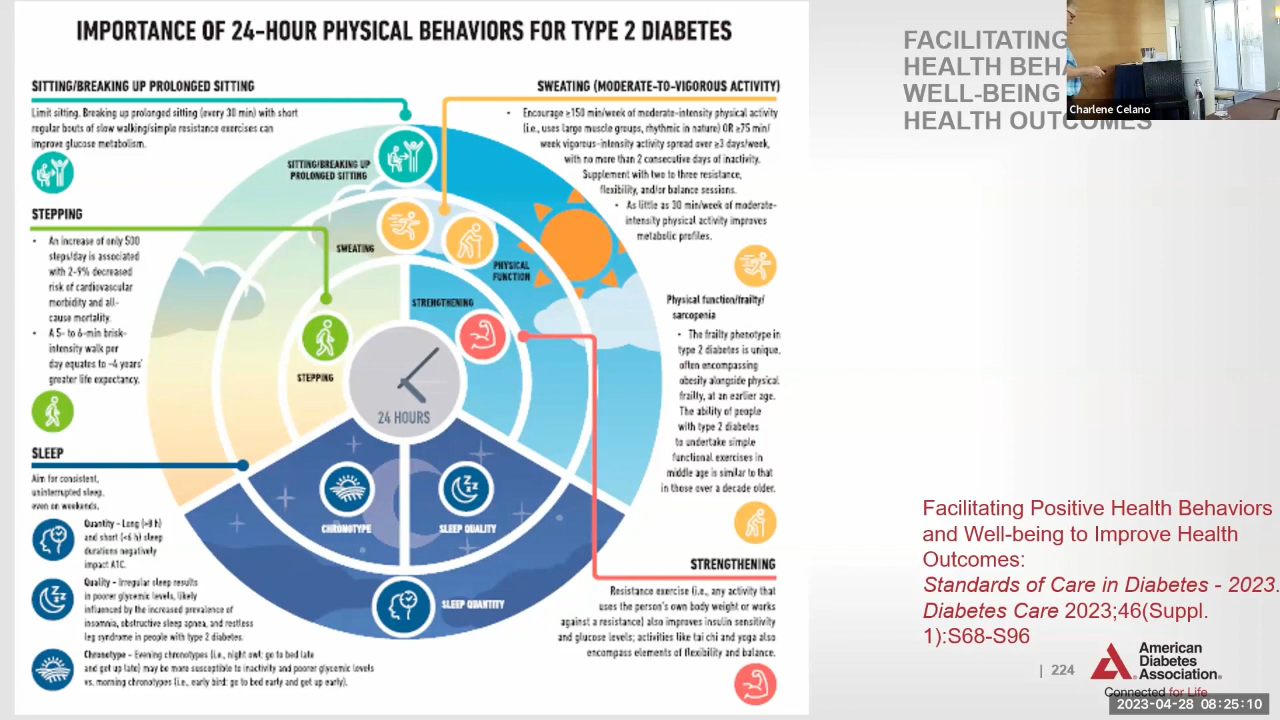 IMPORTANCE OF 24-HOUR PHYSICAL BEHAVIORS FOR TYPE 2 DIABETES
SITTING/BREAKING UP PROLONGED SITTING
Limit sitting. Breaking up prolonged sitting (every 30 min) with short
regular bouts of slow walking/simple resistance exercises can
improve glucose metabolism.
SITTING/BREAKING UP
PROLONGED SITTING
STEPPING
• An increase of only 500
steps/day is associated
with 2-9% decreased
risk of cardiovascular
morbidity and all-
cause mortality.
• A 5- to 6-min brisk-
intensity walk per
day equates to ~4 years'
greater life expectancy.
SWEATING
PHYSICAL
FUNCTION
STRENGTHENING
STEPPING
24 HOURS
CHRONOTYPE
SLEEP QUALITY
SLEEP QUANTITY
SLEEP
Aim for consistent,
uninterrupted sleep,
even on weekends.
Quantity – Long (>8 h)
and short (<6 h) sleep
durations negatively
impact A1C.
Quality – Irregular sleep results
in poorer glycemic levels, likely
influenced by the increased prevalence of
insomnia, obstructive sleep apnea, and restless
leg syndrome in people with type 2 diabetes.
Chronotype – Evening chronotypes (i.e., night owl: go to bed late
and get up late) may be more susceptible to inactivity and poorer glycemic levels
vs. morning chronotypes (i.e., early bird: go to bed early and get up early).
SWEATING (MODERATE-TO-VIGOROUS ACTIVITY)
• Encourage ≥150 min/week of moderate-intensity physical activity
(i.e., uses large muscle groups, rhythmic in nature) OR ≥75 min/
week vigorous-intensity activity spread over ≥3 days/week,
with no more than 2 consecutive days of inactivity.
Supplement with two to three resistance,
flexibility, and/or balance sessions.
• As little as 30 min/week of moderate-
intensity physical activity improves
metabolic profiles.
Physical function/frailty/
sarcopenia
• The frailty phenotype in
type 2 diabetes is unique,
often encompassing
obesity alongside physical
frailty, at an earlier age.
The ability of people
with type 2 diabetes
to undertake simple
functional exercises in
middle age is similar to that
in those over a decade older.
STRENGTHENING
Resistance exercise (i.e., any activity that
uses the person's own body weight or works
against a resistance) also improves insulin sensitivity
and glucose levels; activities like tai chi and yoga also
encompass elements of flexibility and balance.
FACILITATING
HEALTH BEHA
WELL-BEING
HEALTH OUTCOMES
Charlene Celano
Facilitating Positive Health Behaviors
and Well-being to Improve Health
Outcomes:
Standards of Care in Diabetes - 2023.
Diabetes Care 2023;46(Suppl.
1):S68-S96
| 224
American
Diabetes
Association.
Connected for Life
2023-04-28 08:25:10